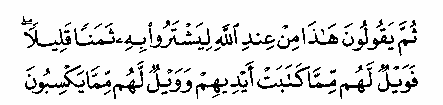 ثُمَّ يَقُولُونَ هَٰذَا مِنْ عِندِ اللَّهِ لِيَشْتَرُوا۟ بِهِۦ ثَمَنًا قَلِيلًا ۖ
فَوَيْلٌ لَّهُم مِّمَّا كَتَبَتْ أَيْدِيهِمْ وَوَيْلٌ لَّهُم مِّمَّا يَكْسِبُونَ